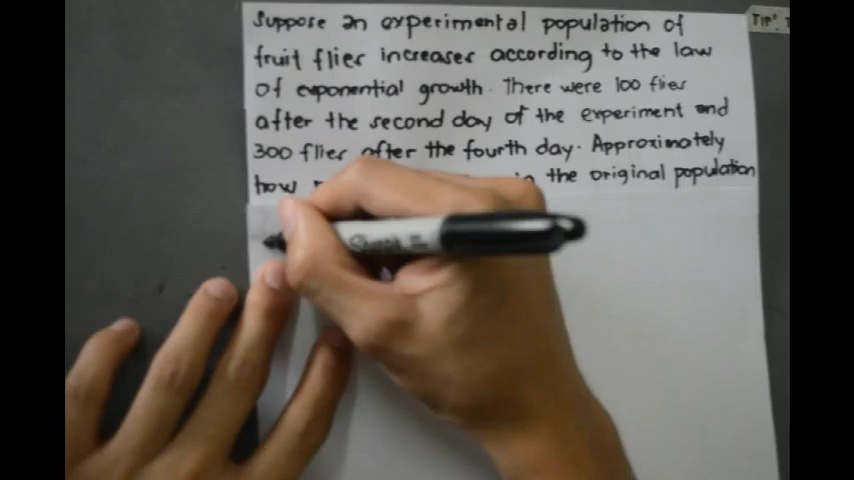 Suppose an experimental population of
fruit flies increases according to the law
of exponential growth. There were 100 flies
after the second day of the experiment and
300 flies after the fourth day. Approximately
how in the original population
TIP'